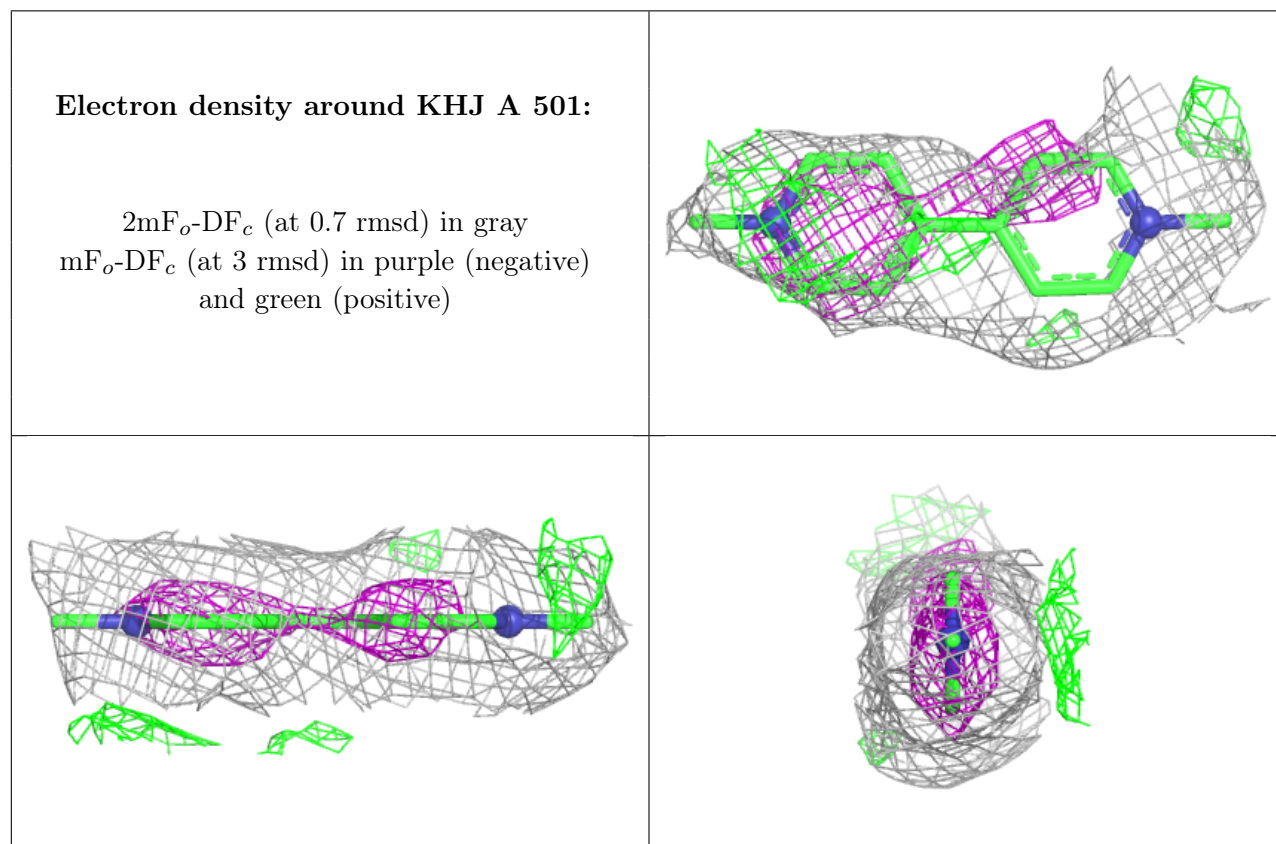 Electron density around KHJ A 501:
2mFₒ-DF𝒸 (at 0.7 rmsd) in gray
mFₒ-DF𝒸 (at 3 rmsd) in purple (negative)
and green (positive)